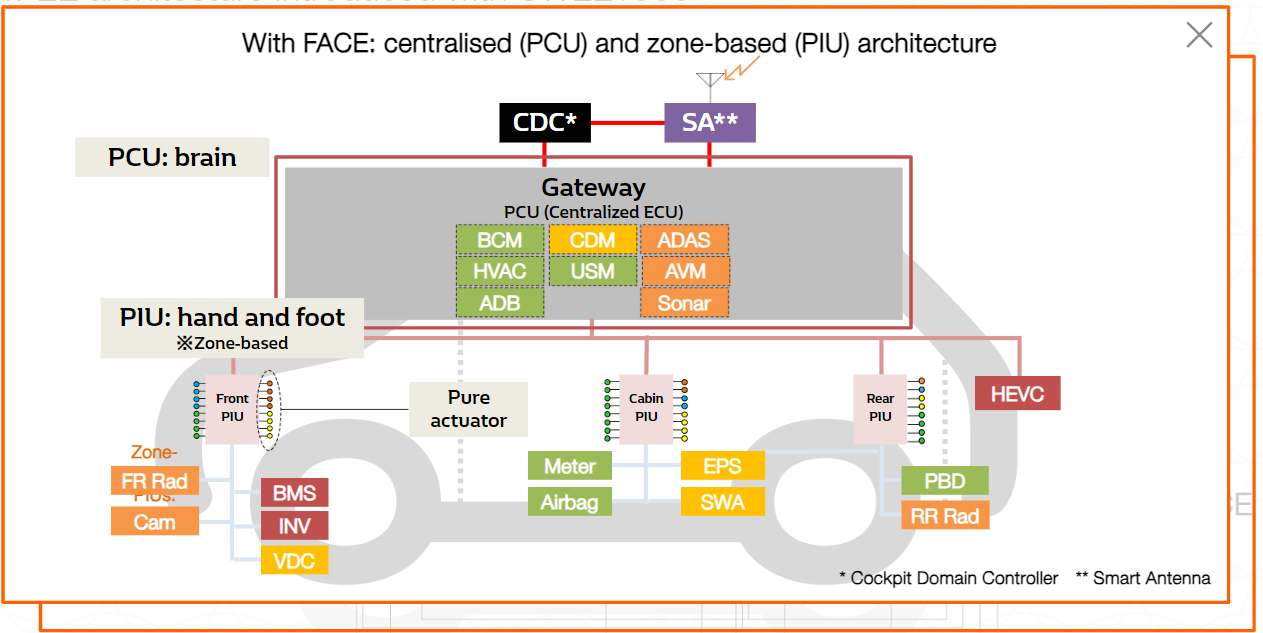 With FACE: centralised (PCU) and zone-based (PIU) architecture
CDC*
SA**
PCU: brain
Gateway
PCU (Centralized ECU)
BCM
CDM
ADAS
HVAC
USM
AVM
ADB
Sonar
PIU: hand and foot
※Zone-based
Front
PIU
Pure
actuator
Cabin
PIU
Rear
PIU
HEVC
Zone-
FR Rad
PIUs.
Cam
BMS
INV
VDC
Meter
EPS
Airbag
SWA
PBD
RR Rad
CE
* Cockpit Domain Controller
** Smart Antenna